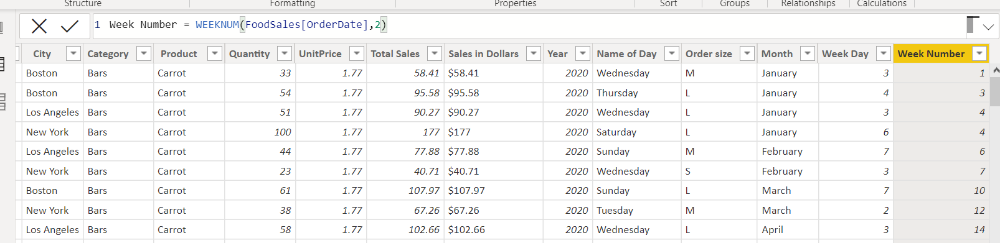 Structure Formatting Properties Sort Groups Relationships Calculations
1 Week Number = WEEKNUM(FoodSales[OrderDate],2)
City Category Product Quantity UnitPrice Total Sales Sales in Dollars Year Name of Day Order size Month Week Day Week Number
Boston Bars Carrot 33 1.77 58.41 $58.41 2020 Wednesday M January 3 1
Boston Bars Carrot 54 1.77 95.58 $95.58 2020 Thursday L January 4 3
Los Angeles Bars Carrot 51 1.77 90.27 $90.27 2020 Wednesday L January 3 4
New York Bars Carrot 100 1.77 177 $177 2020 Saturday L January 6 4
Los Angeles Bars Carrot 44 1.77 77.88 $77.88 2020 Sunday M February 7 6
New York Bars Carrot 23 1.77 40.71 $40.71 2020 Wednesday S February 3 7
Boston Bars Carrot 61 1.77 107.97 $107.97 2020 Sunday L March 7 10
New York Bars Carrot 38 1.77 67.26 $67.26 2020 Tuesday M March 2 12
Los Angeles Bars Carrot 58 1.77 102.66 $102.66 2020 Wednesday L April 3 14